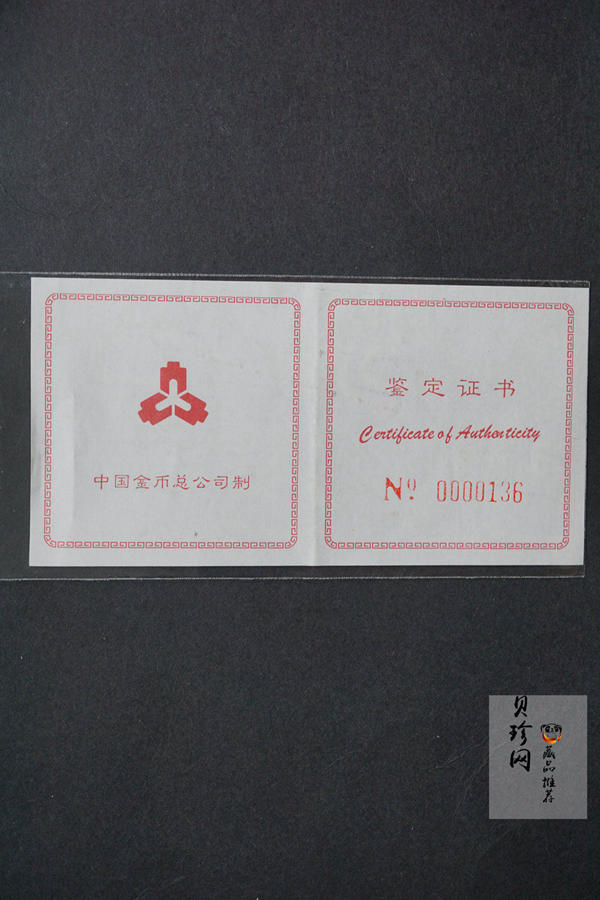 中国金币总公司制
鉴定证书
Certificate of Authenticity
Nº 0000136
贝珍网
藏品推荐